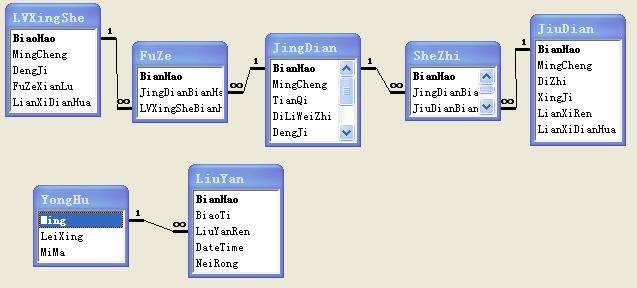 LVXingShe
BiaoHao
MingCheng
DengJi
FuZeXianLu
LianXiDianHua
1
∞
FuZe
BianHao
JingDianBianHa
LVXingSheBianH
1
∞
JingDian
BianHao
MingCheng
TianQi
DiLiWeiZhi
DengJi
1
∞
SheZhi
BianHao
JingDianBia
JiuDianBian
1
∞
JiuDian
BianHao
MingCheng
DiZhi
XingJi
LianXiRen
LianXiDianHua
YongHu
Ming
LeiXing
MiMa
1
∞
LiuYan
BianHao
BiaoTi
LiuYanRen
DateTime
NeiRong